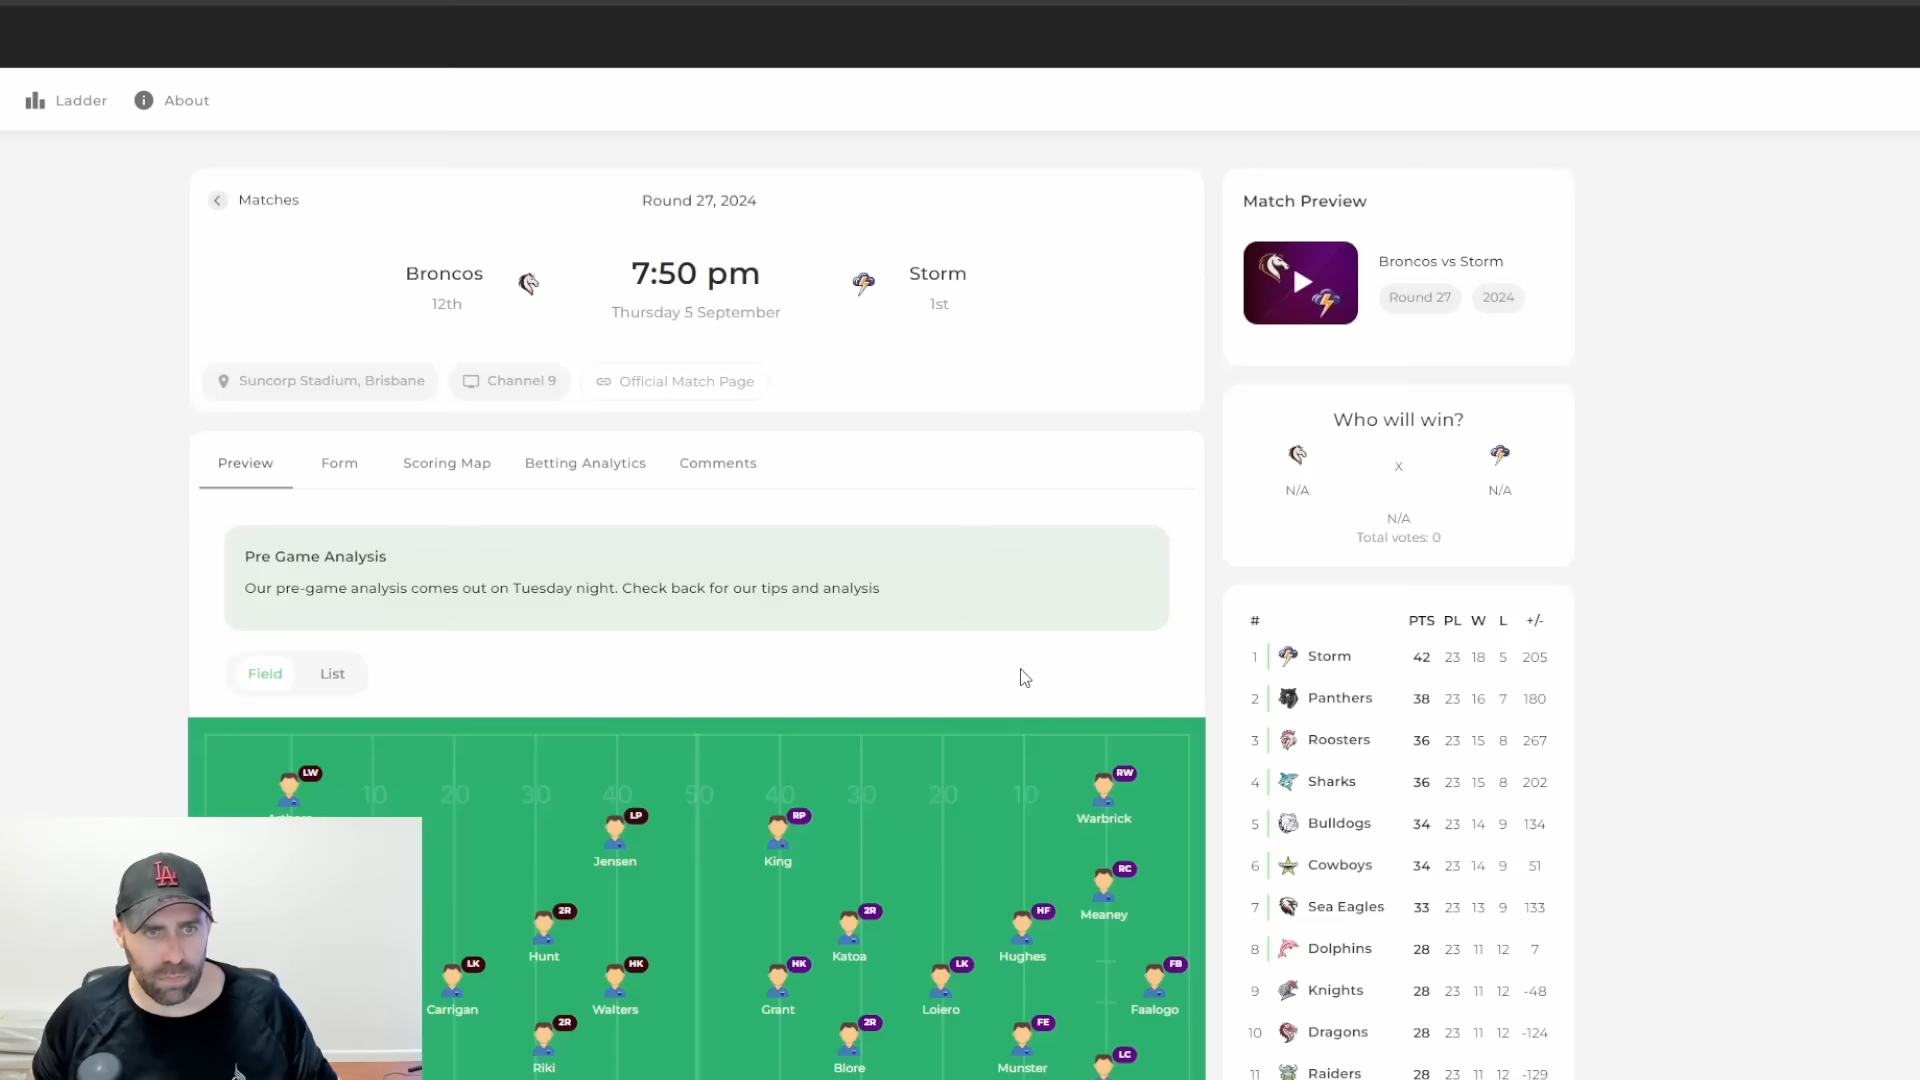 Ladder
About
Matches
Round 27, 2024
Broncos
12th
7:50 pm
Thursday 5 September
Storm
1st
Suncorp Stadium, Brisbane
Channel 9
Official Match Page
Preview
Form
Scoring Map
Betting Analytics
Comments
Pre Game Analysis
Our pre-game analysis comes out on Tuesday night. Check back for our tips and analysis
Field
List
10 20 30 40 50 40 30 20 10
LW
LP
Jensen
RP
King
RW
Warbrick
RC
Meaney
2R
Hunt
2R
Katoa
HF
Hughes
LK
Carrigan
HK
Walters
HK
Grant
LK
Loiero
FB
Faalogo
2R
Riki
2R
Blore
FE
Munster
LC
LA
Match Preview
Broncos vs Storm
Round 27
2024
Who will win?
X
N/A
N/A
N/A
Total votes: 0
# PTS PL W L +/-
1 Storm 42 23 18 5 205
2 Panthers 38 23 16 7 180
3 Roosters 36 23 15 8 267
4 Sharks 36 23 15 8 202
5 Bulldogs 34 23 14 9 134
6 Cowboys 34 23 14 9 51
7 Sea Eagles 33 23 13 9 133
8 Dolphins 28 23 11 12 7
9 Knights 28 23 11 12 -48
10 Dragons 28 23 11 12 -124
11 Raiders 28 23 11 12 -129